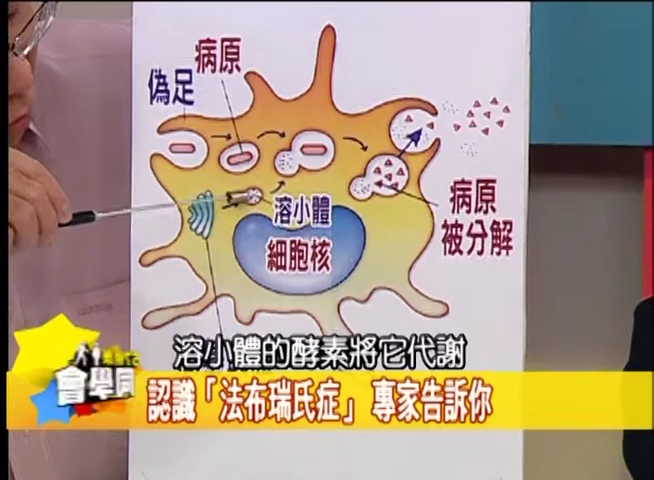 病原
偽足
溶小體
細胞核
病原
被分解
溶小體的酵素將它代謝
會學同
認識「法布瑞氏症」 專家告訴你